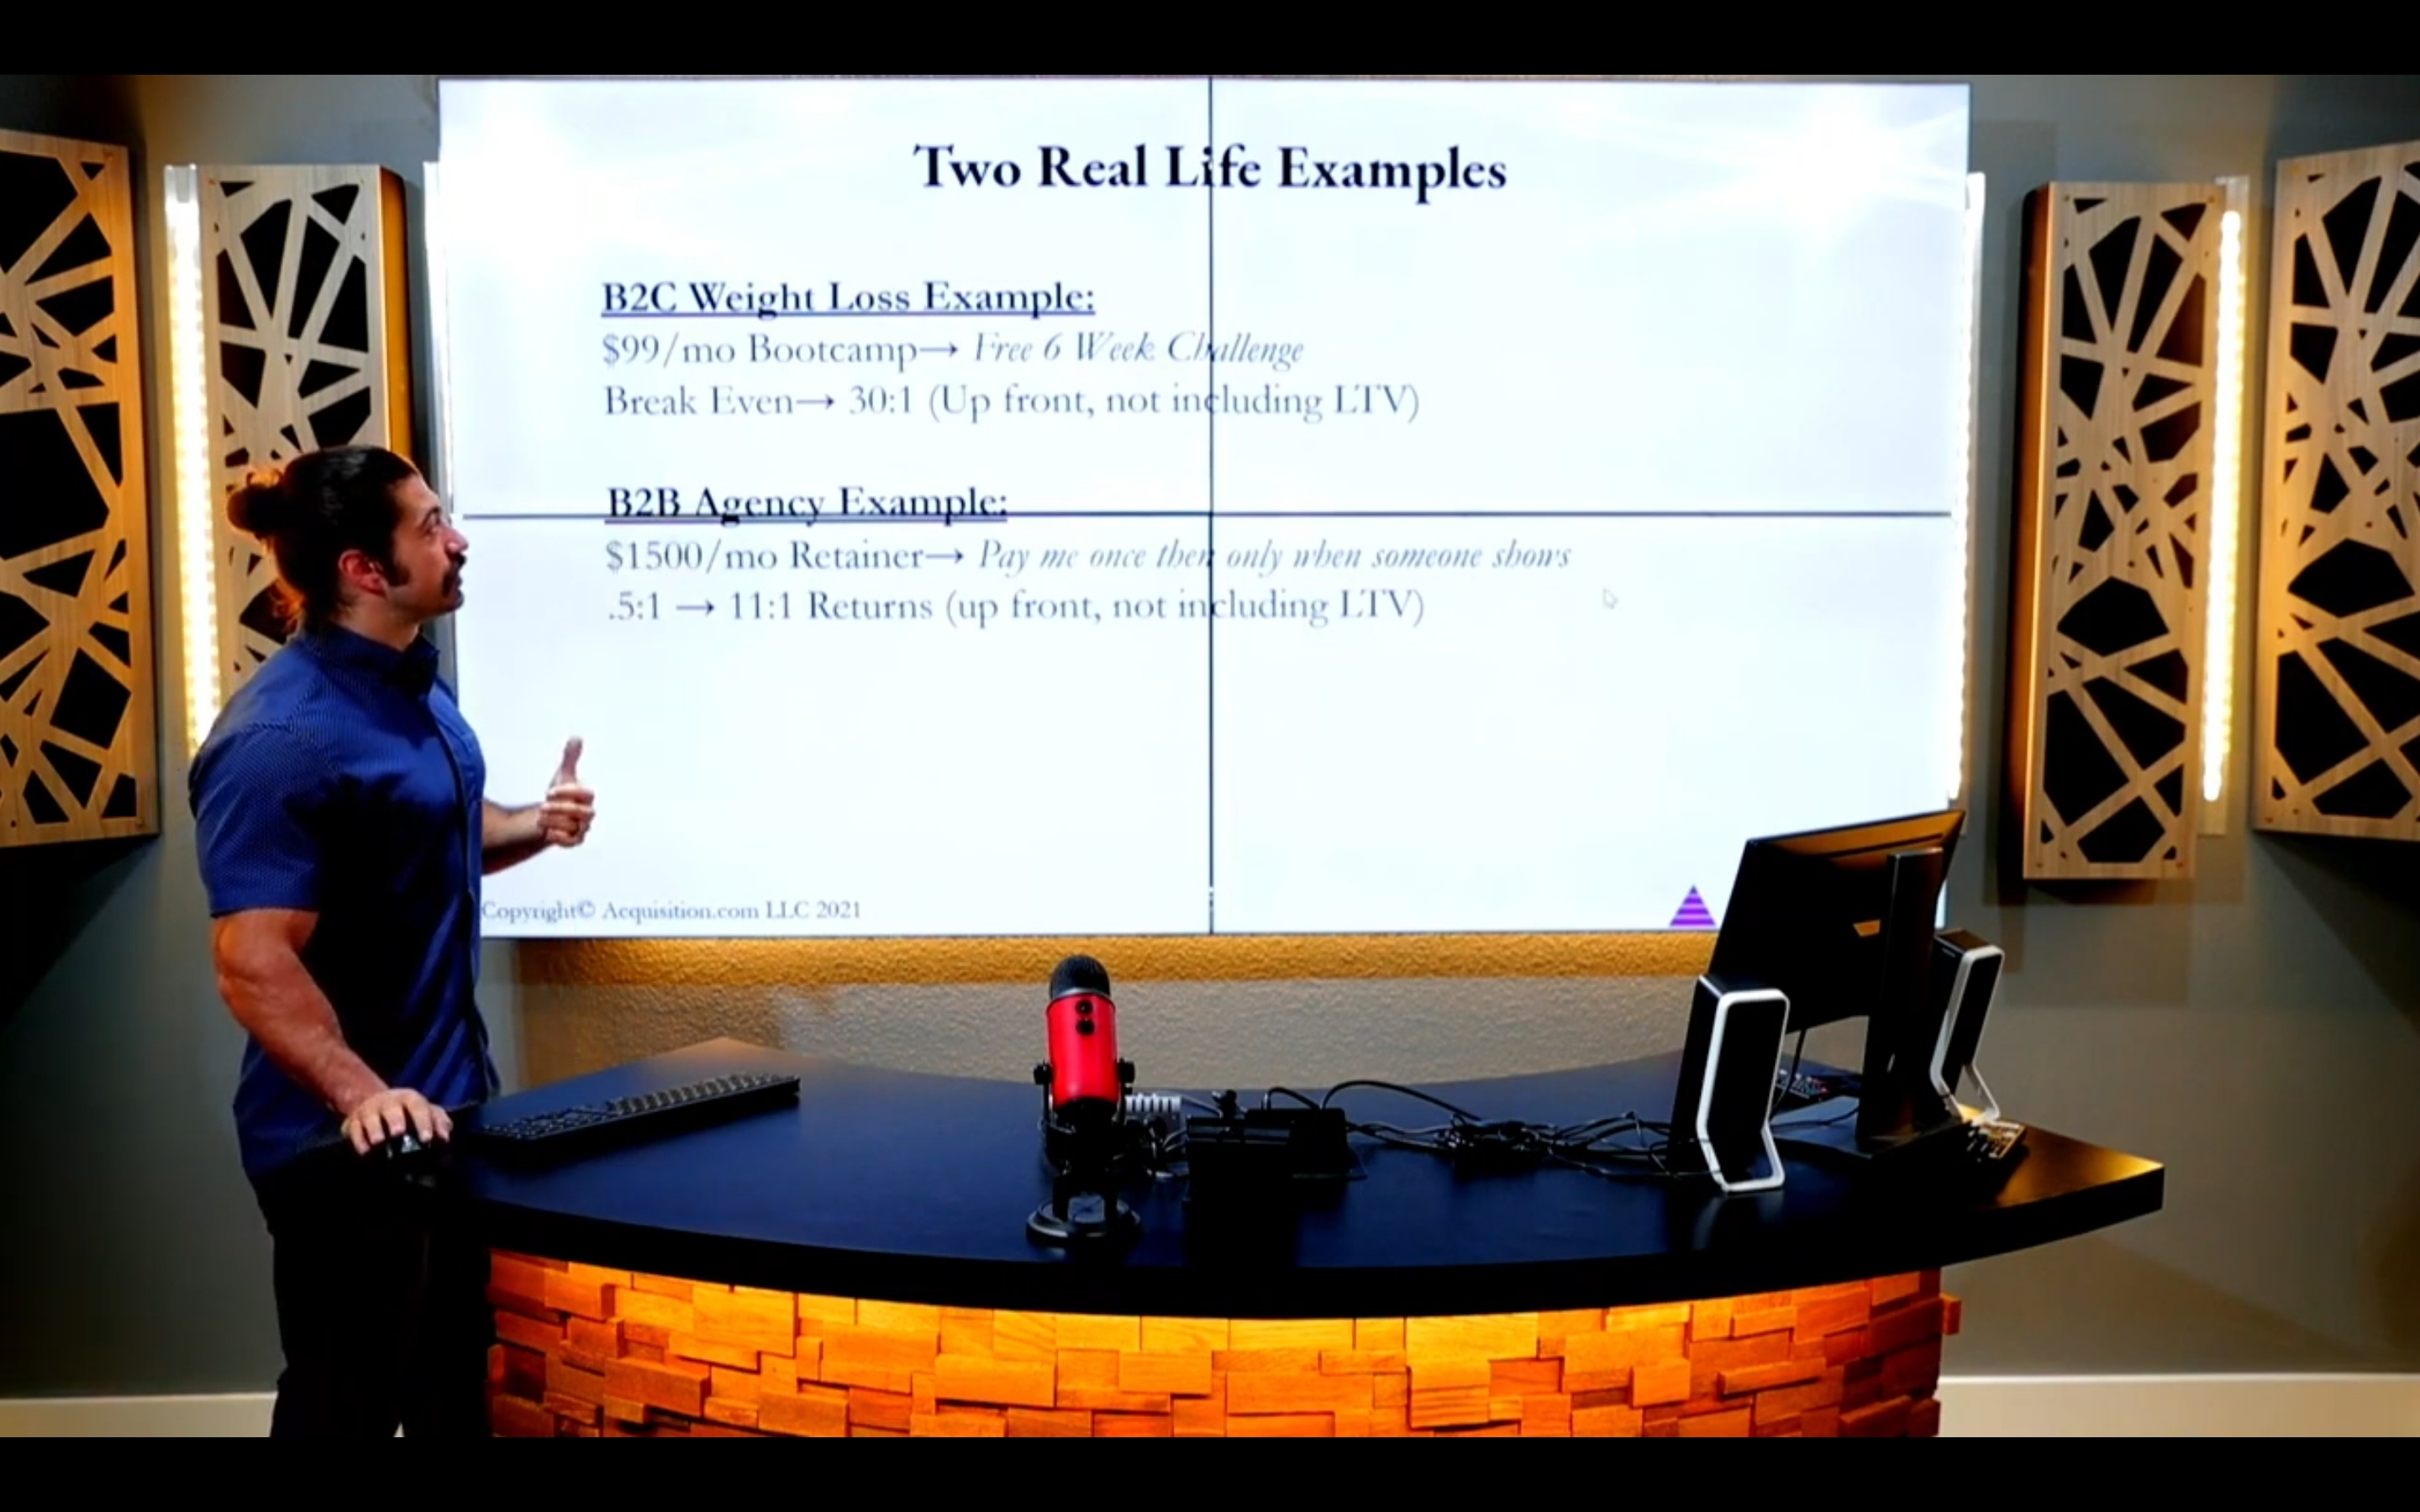 Two Real Life Examples
B2C Weight Loss Example:
$99/mo Bootcamp→ Free 6 Week Challenge
Break Even→ 30:1 (Up front, not including LTV)
B2B Agency Example:
$1500/mo Retainer→ Pay me once then only when someone shows
.5:1 → 11:1 Returns (up front, not including LTV)
Copyright© Acquisition.com LLC 2021